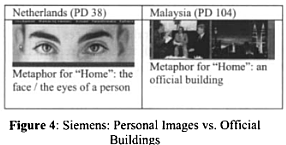 Netherlands (PD 38)
Metaphor for "Home": the
face / the eyes of a person
Malaysia (PD 104)
Metaphor for "Home": an
official building
Figure 4: Siemens: Personal Images vs. Official
Buildings